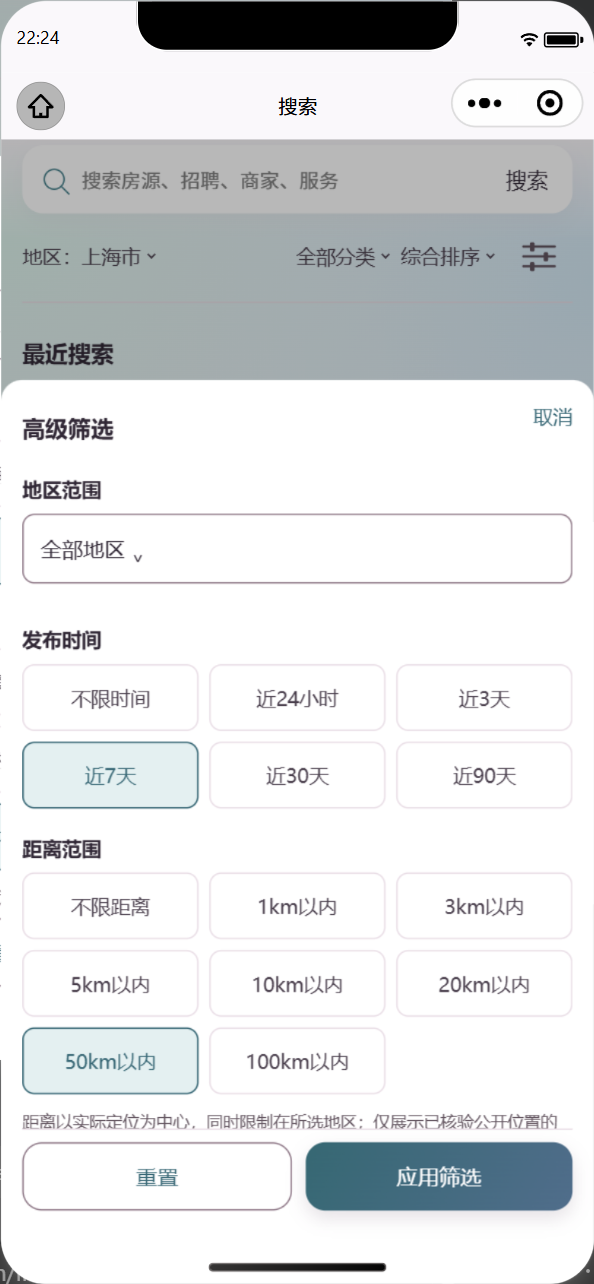 22:24
搜索
搜索房源、招聘、商家、服务 搜索
地区：上海市 全部分类 综合排序
最近搜索
高级筛选 取消
地区范围
全部地区
发布时间
不限时间 近24小时 近3天
近7天 近30天 近90天
距离范围
不限距离 1km以内 3km以内
5km以内 10km以内 20km以内
50km以内 100km以内
距离以实际定位为中心，同时限制在所选地区；仅展示已核验公开位置的
重置 应用筛选